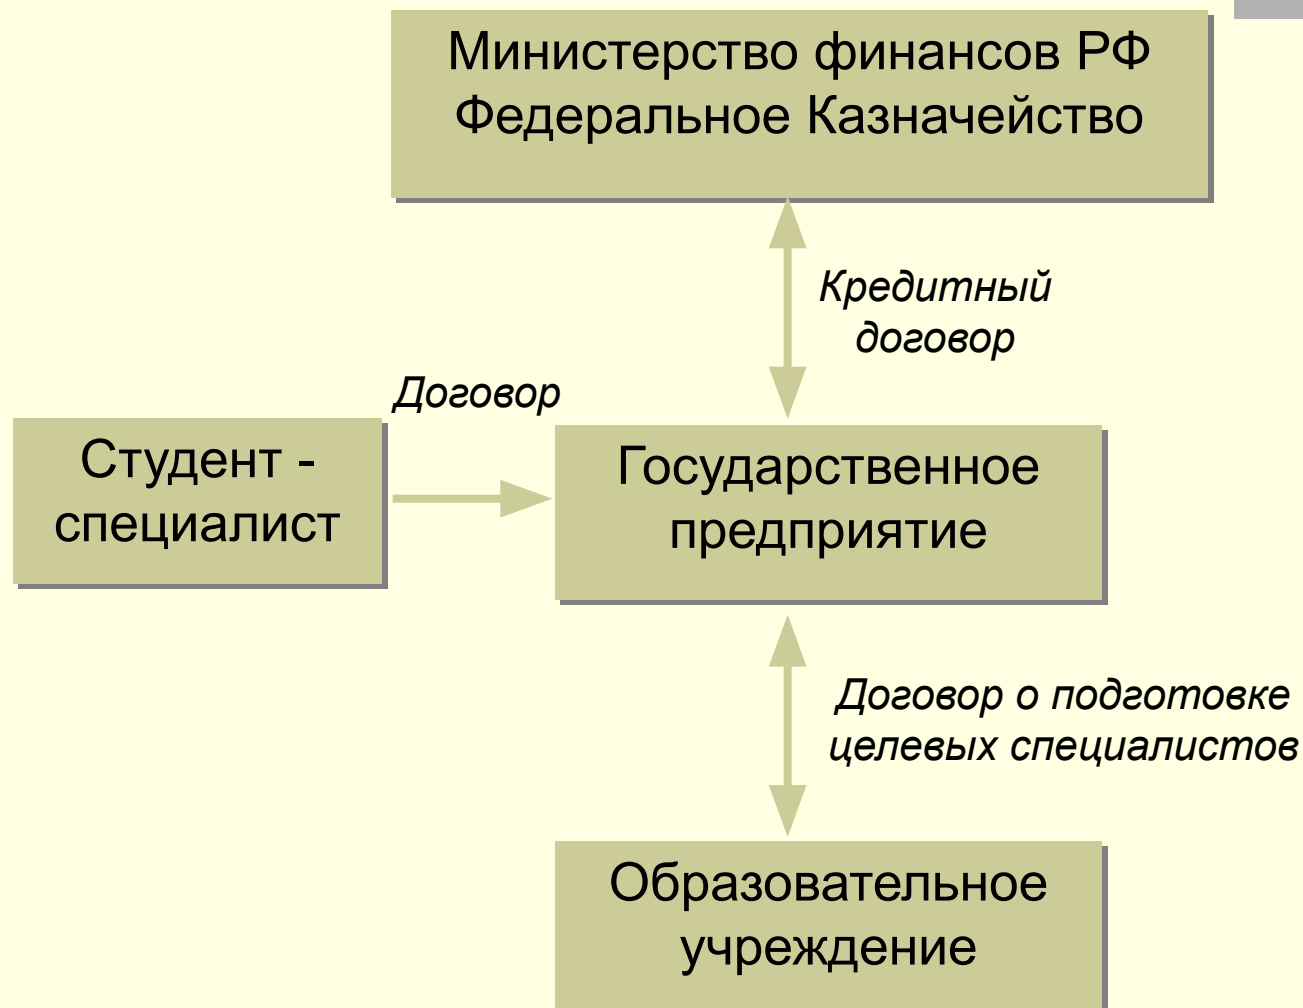 Министерство финансов РФ
Федеральное Казначейство
Кредитный
договор
Договор
Студент -
специалист
Государственное
предприятие
Договор о подготовке
целевых специалистов
Образовательное
учреждение